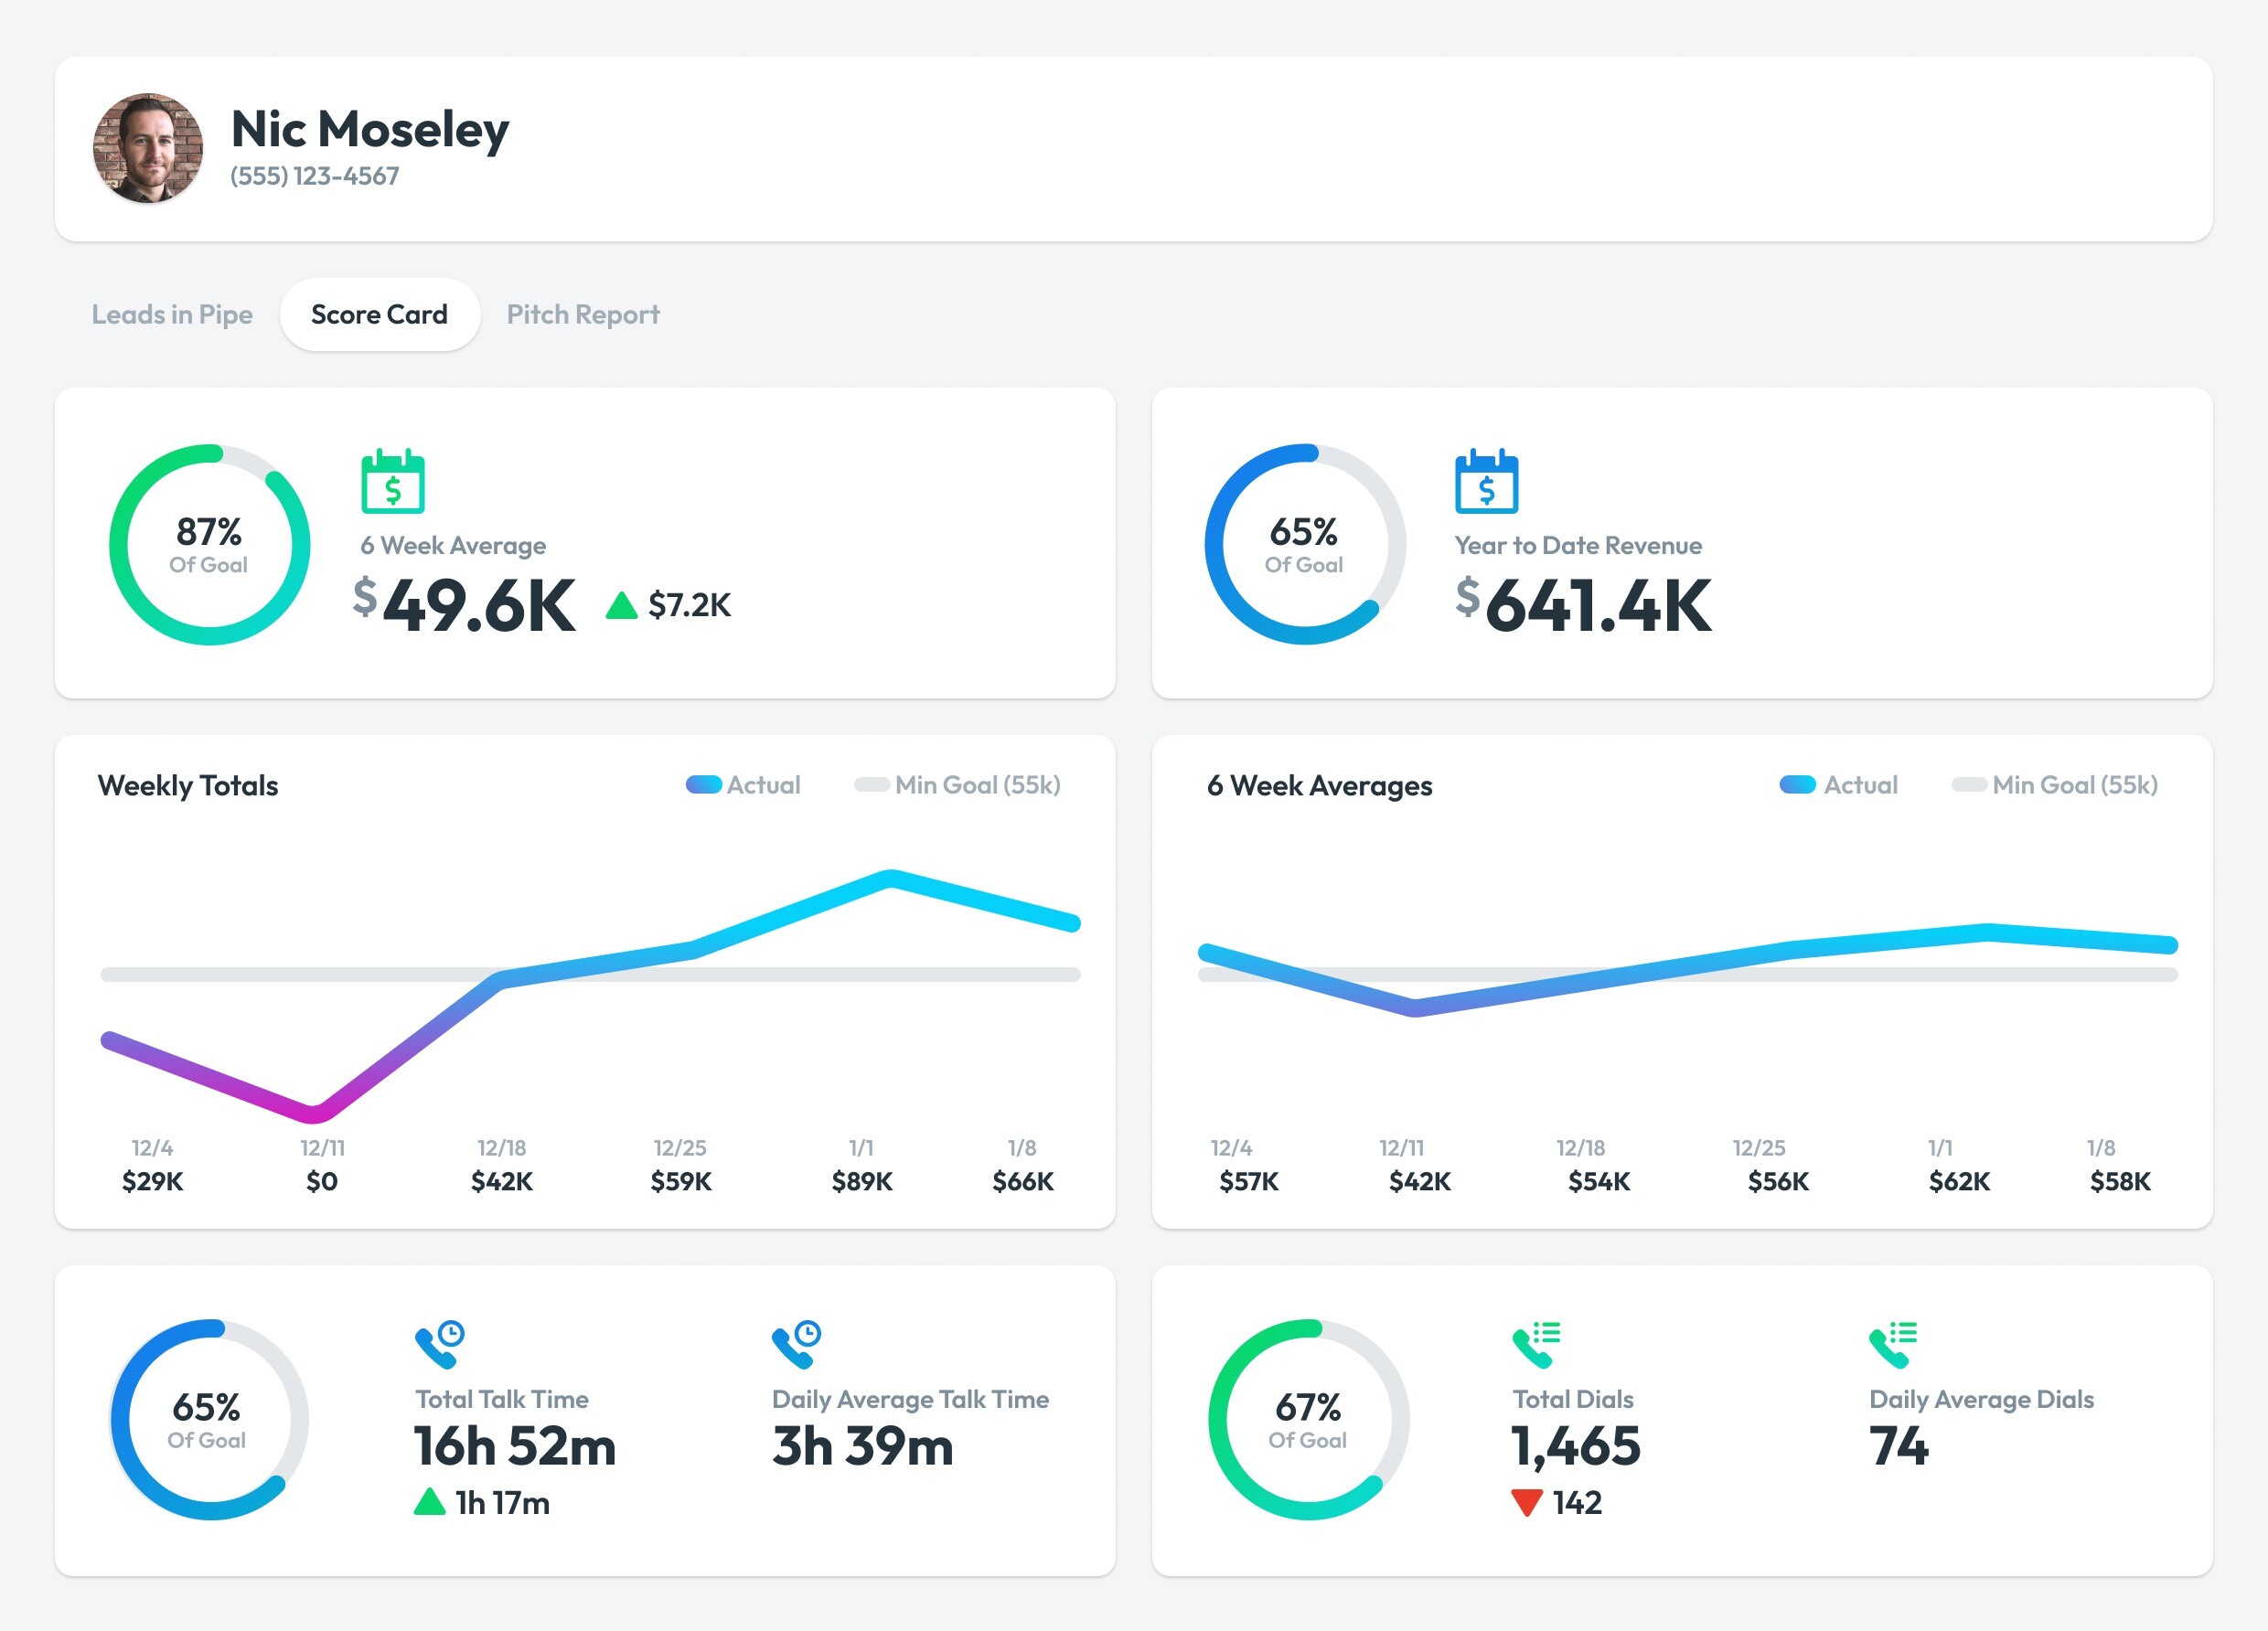 Nic Moseley
(555) 123-4567
Leads in Pipe
Score Card
Pitch Report
87%
Of Goal
$
6 Week Average
$49.6K
$7.2K
65%
Of Goal
$
Year to Date Revenue
$641.4K
Weekly Totals
Actual
Min Goal (55k)
12/4 12/11 12/18 12/25 1/1 1/8
$29K $0 $42K $59K $89K $66K
6 Week Averages
Actual
Min Goal (55k)
12/4 12/11 12/18 12/25 1/1 1/8
$57K $42K $54K $56K $62K $58K
65%
Of Goal
Total Talk Time
16h 52m
1h 17m
Daily Average Talk Time
3h 39m
67%
Of Goal
Total Dials
1,465
142
Daily Average Dials
74